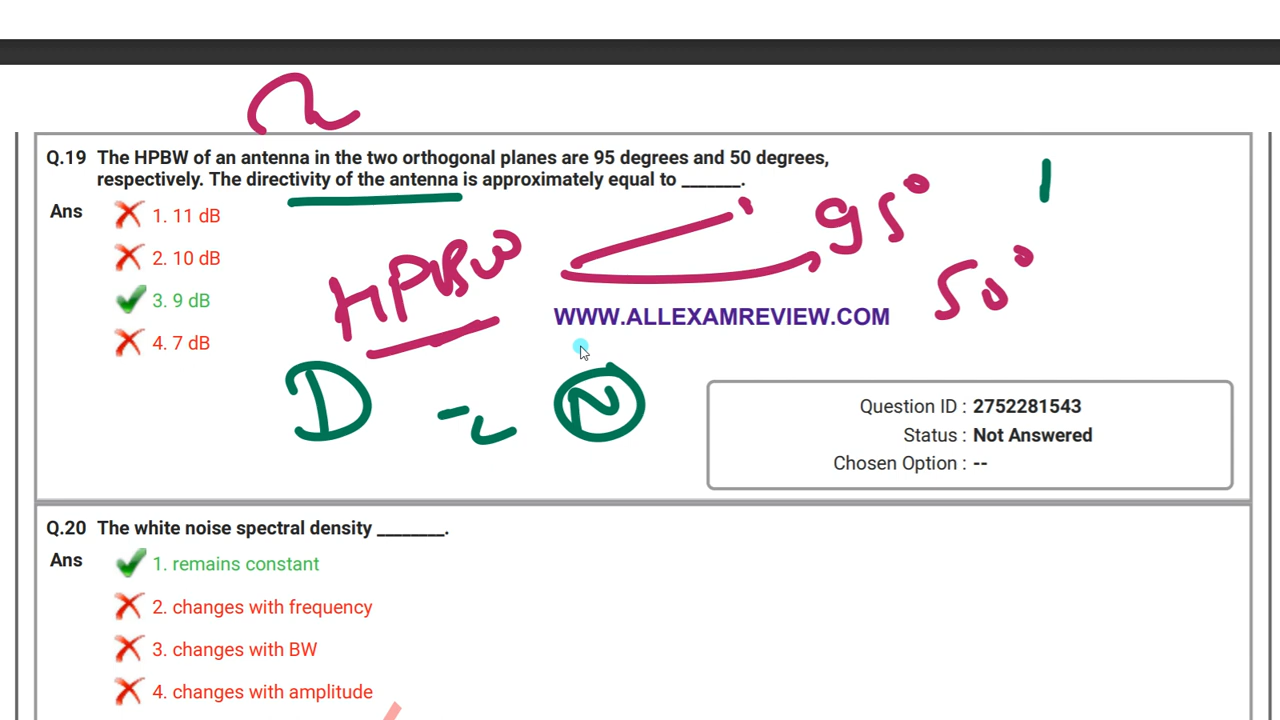 Q.19 The HPBW of an antenna in the two orthogonal planes are 95 degrees and 50 degrees,
respectively. The directivity of the antenna is approximately equal to _______.
Ans 1. 11 dB
2. 10 dB
3. 9 dB
4. 7 dB
HPBW
95°
50°
WWW.ALLEXAMREVIEW.COM
D
N
Question ID : 2752281543
Status : Not Answered
Chosen Option : --
Q.20 The white noise spectral density ________.
Ans 1. remains constant
2. changes with frequency
3. changes with BW
4. changes with amplitude